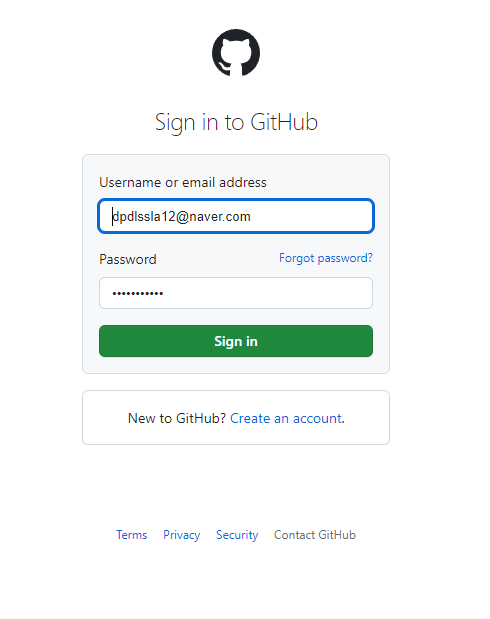 Sign in to GitHub
Username or email address
dpdlssla12@naver.com
Password Forgot password?
•••••••••••
Sign in
New to GitHub? Create an account.
Terms Privacy Security Contact GitHub